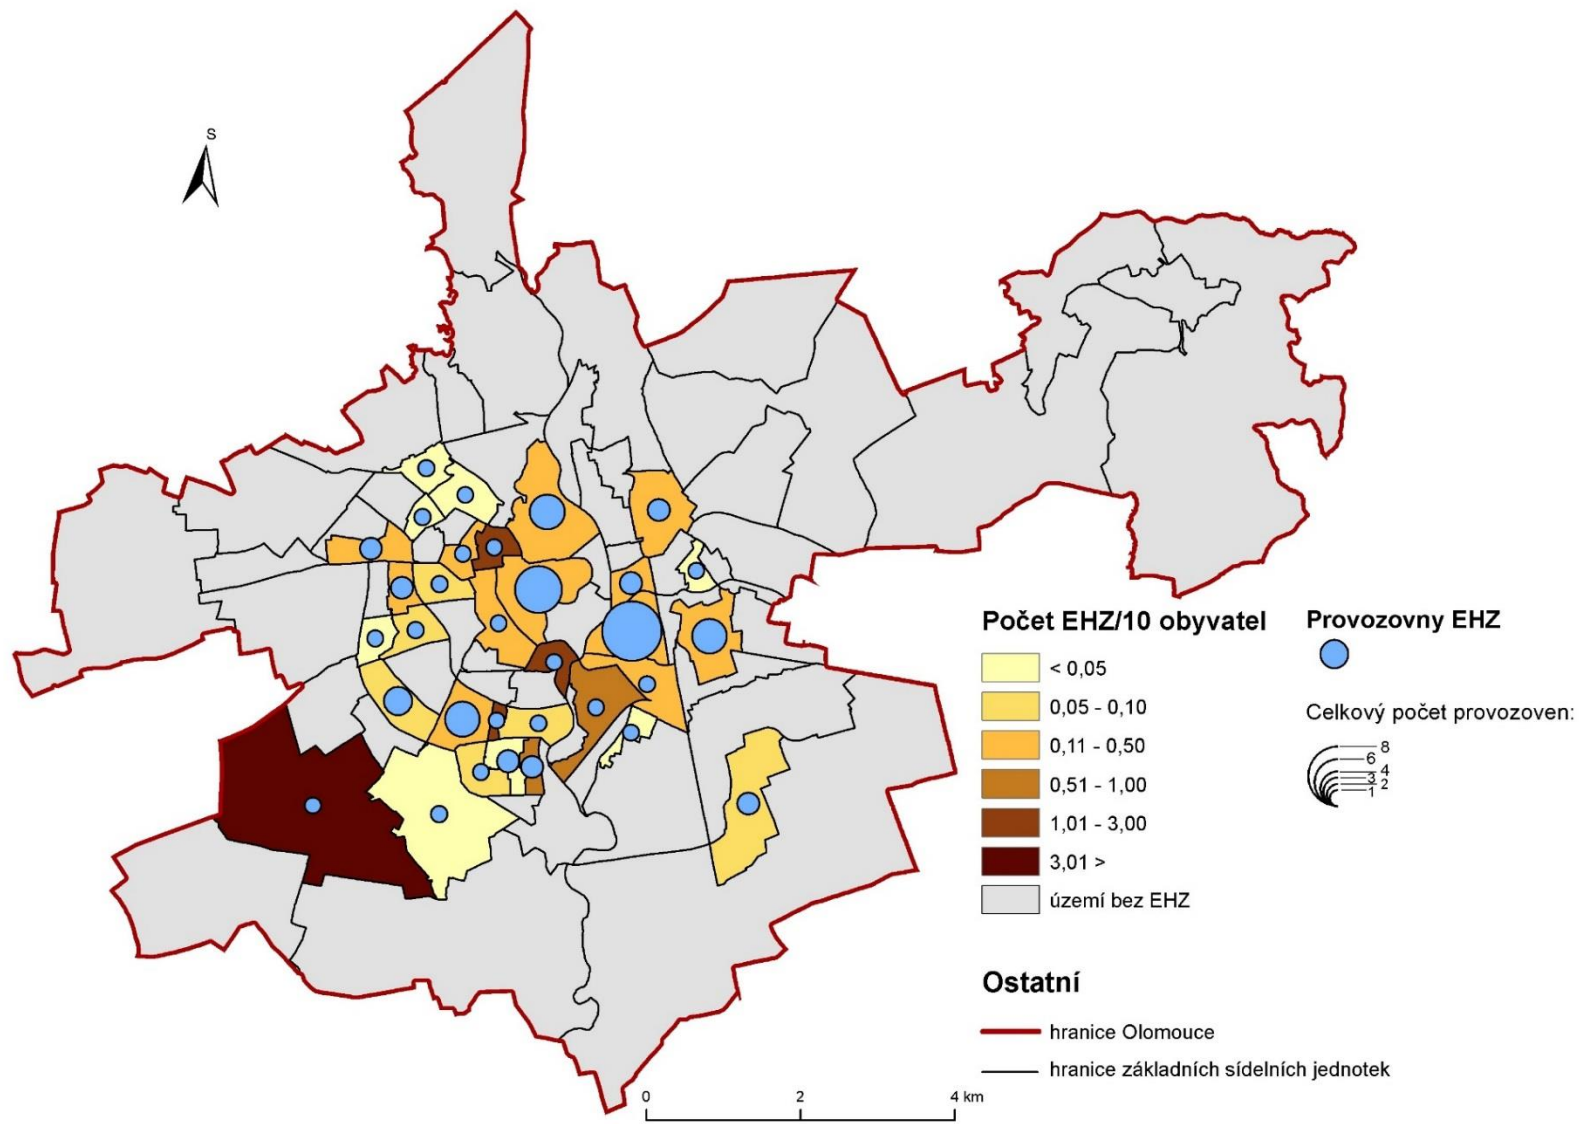 S
Počet EHZ/10 obyvatel
< 0,05
0,05 - 0,10
0,11 - 0,50
0,51 - 1,00
1,01 - 3,00
3,01 >
území bez EHZ
Provozovny EHZ
Celkový počet provozoven:
8
6
4
3
2
1
Ostatní
hranice Olomouce
hranice základních sídelních jednotek
0 2 4 km